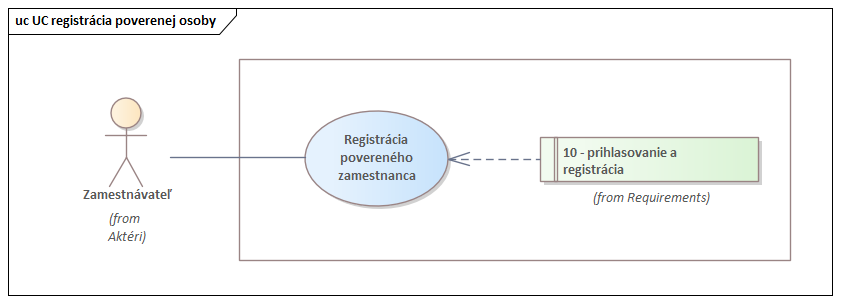 uc UC registrácia poverenej osoby
Registrácia
povereného
zamestnanca
10 - prihlasovanie a
registrácia
(from Requirements)
Zamestnávateľ
(from
Aktéri)